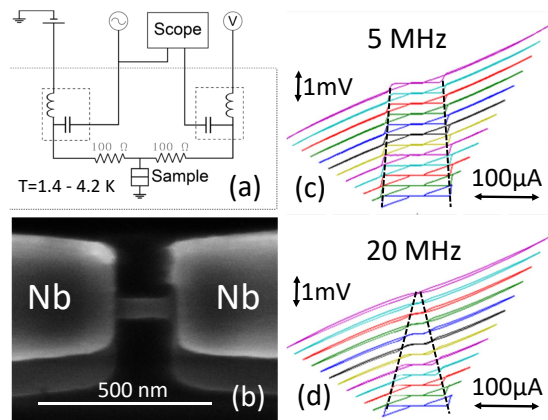 Scope
V
100 Ω
100 Ω
Sample
T=1.4 - 4.2 K
(a)
Nb
Nb
500 nm
(b)
5 MHz
1mV
(c)
100μA
20 MHz
1mV
(d)
100μA